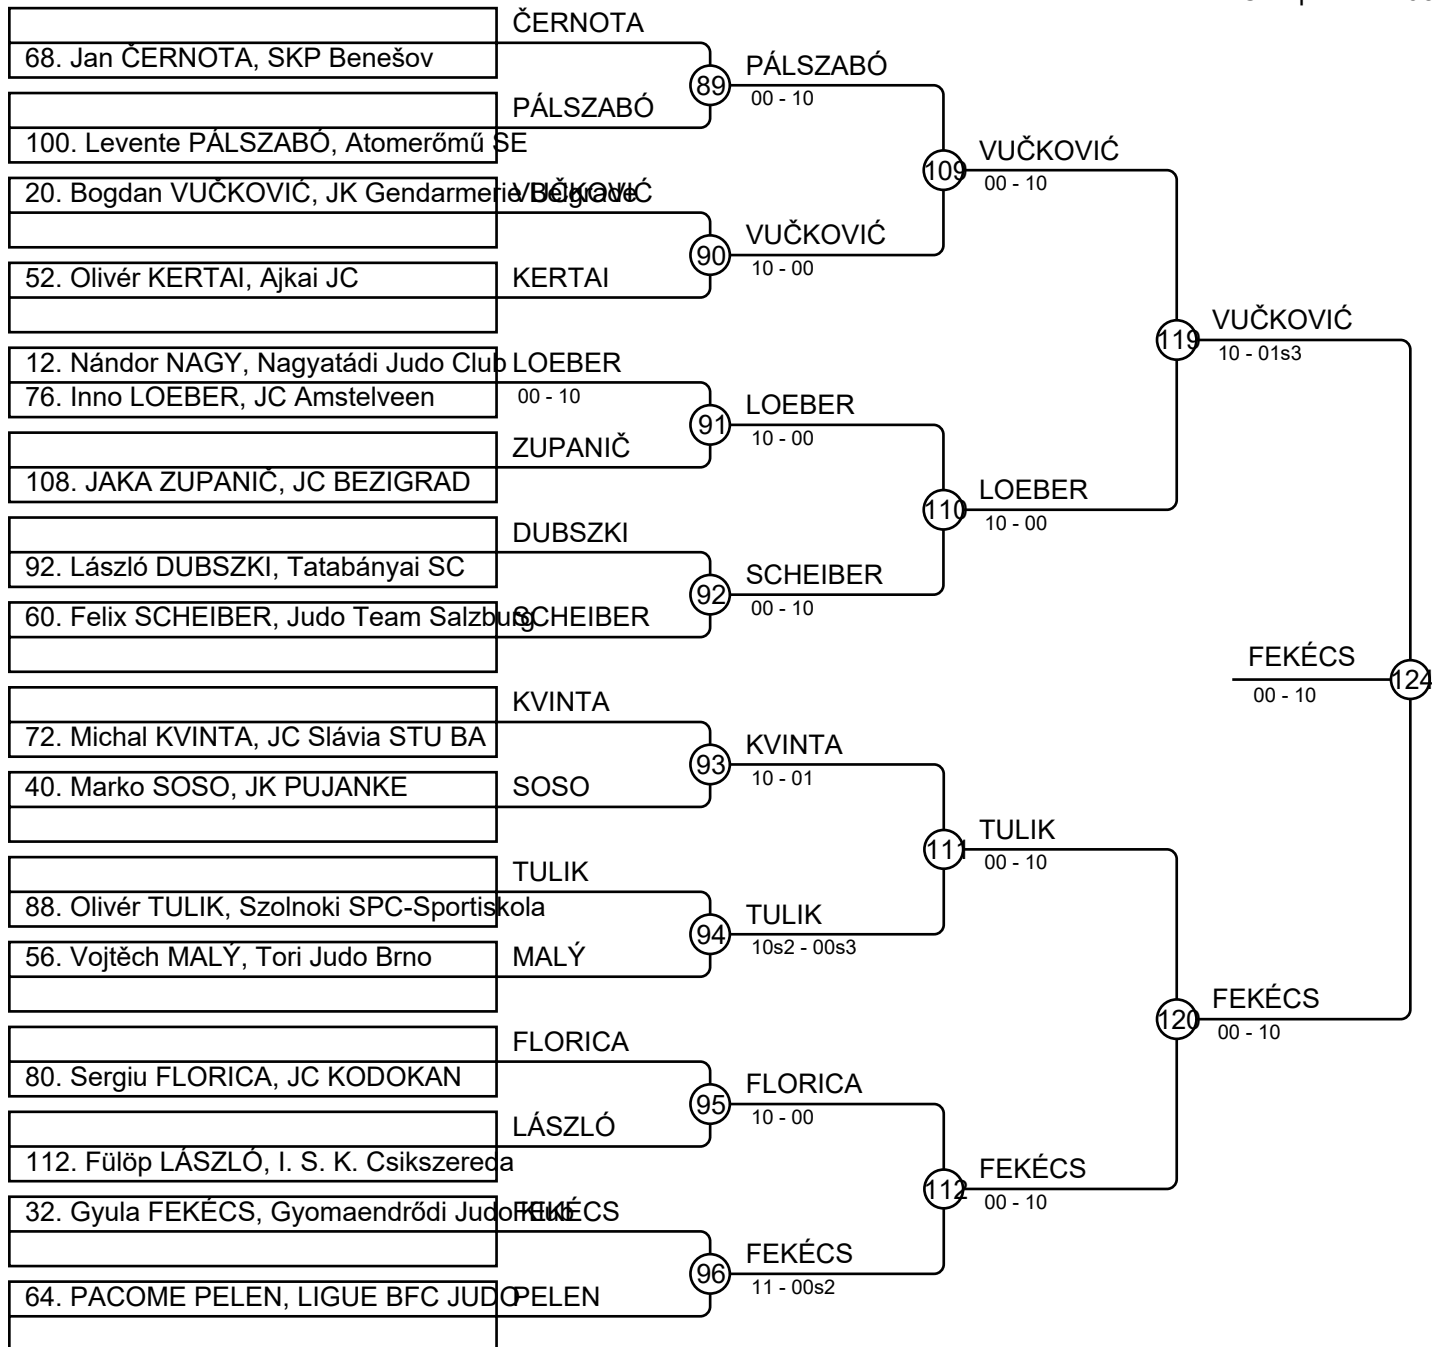 ČERNOTA
68. Jan ČERNOTA, SKP Benešov
89
PÁLSZABÓ
00 - 10
PÁLSZABÓ
100. Levente PÁLSZABÓ, Atomerőmű SE
109
VUČKOVIĆ
00 - 10
20. Bogdan VUČKOVIĆ, JK Gendarmerie Belgrade
VUČKOVIĆ
90
VUČKOVIĆ
10 - 00
52. Olivér KERTAI, Ajkai JC
KERTAI
119
VUČKOVIĆ
10 - 01s3
12. Nándor NAGY, Nagyatádi Judo Club
LOEBER
76. Inno LOEBER, JC Amstelveen
00 - 10
91
LOEBER
10 - 00
ZUPANIČ
108. JAKA ZUPANIČ, JC BEZIGRAD
110
LOEBER
10 - 00
DUBSZKI
92. László DUBSZKI, Tatabányai SC
92
SCHEIBER
00 - 10
60. Felix SCHEIBER, Judo Team Salzburg
SCHEIBER
FEKÉCS
00 - 10
124
KVINTA
72. Michal KVINTA, JC Slávia STU BA
93
KVINTA
10 - 01
40. Marko SOSO, JK PUJANKE
SOSO
111
TULIK
00 - 10
TULIK
88. Olivér TULIK, Szolnoki SPC-Sportiskola
94
TULIK
10s2 - 00s3
56. Vojtěch MALÝ, Tori Judo Brno
MALÝ
120
FEKÉCS
00 - 10
FLORICA
80. Sergiu FLORICA, JC KODOKAN
95
FLORICA
10 - 00
LÁSZLÓ
112. Fülöp LÁSZLÓ, I. S. K. Csikszereda
112
FEKÉCS
00 - 10
32. Gyula FEKÉCS, Gyomaendrődi Judo Klub
FEKÉCS
96
FEKÉCS
11 - 00s2
64. PACOME PELEN, LIGUE BFC JUDO
PELEN